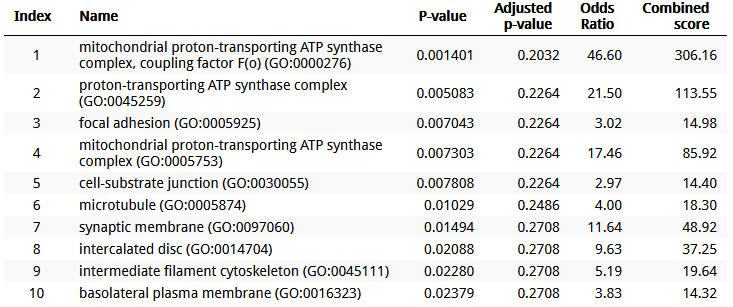 Index Name P-value Adjusted p-value Odds Ratio Combined score
1 mitochondrial proton-transporting ATP synthase complex, coupling factor F(o) (GO:0000276) 0.001401 0.2032 46.60 306.16
2 proton-transporting ATP synthase complex (GO:0045259) 0.005083 0.2264 21.50 113.55
3 focal adhesion (GO:0005925) 0.007043 0.2264 3.02 14.98
4 mitochondrial proton-transporting ATP synthase complex (GO:0005753) 0.007303 0.2264 17.46 85.92
5 cell-substrate junction (GO:0030055) 0.007808 0.2264 2.97 14.40
6 microtubule (GO:0005874) 0.01029 0.2486 4.00 18.30
7 synaptic membrane (GO:0097060) 0.01494 0.2708 11.64 48.92
8 intercalated disc (GO:0014704) 0.02088 0.2708 9.63 37.25
9 intermediate filament cytoskeleton (GO:0045111) 0.02280 0.2708 5.19 19.64
10 basolateral plasma membrane (GO:0016323) 0.02379 0.2708 3.83 14.32